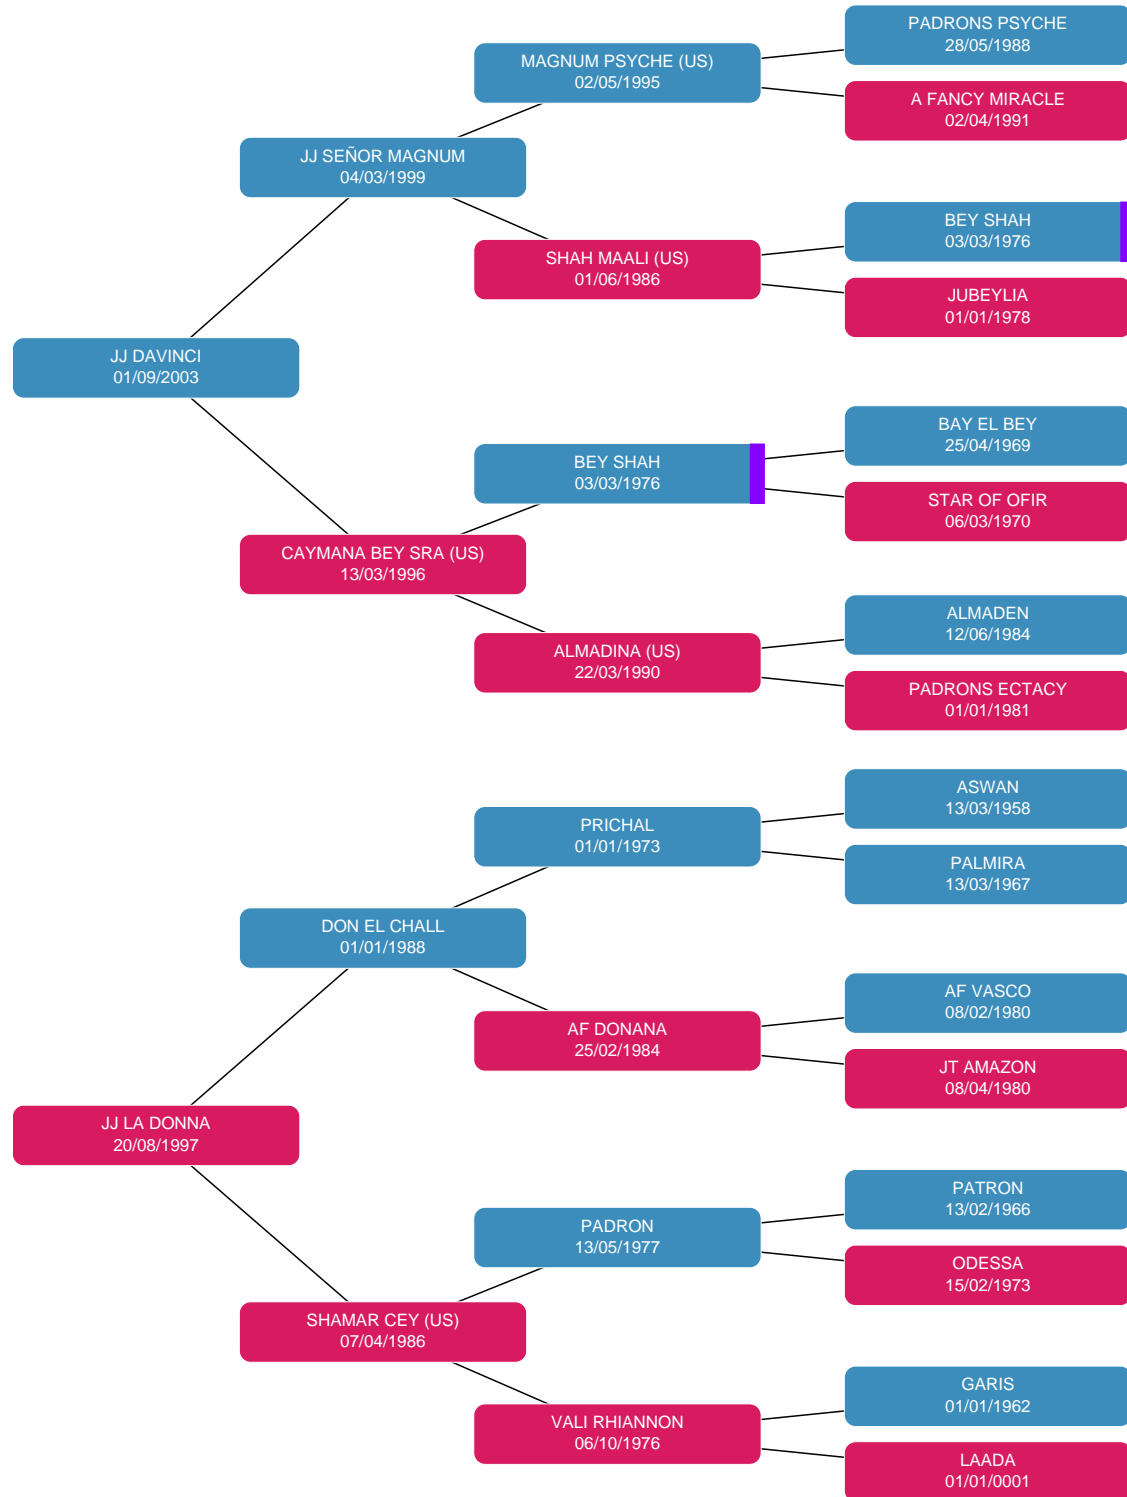 PADRONS PSYCHE
28/05/1988
MAGNUM PSYCHE (US)
02/05/1995
A FANCY MIRACLE
02/04/1991
JJ SEÑOR MAGNUM
04/03/1999
BEY SHAH
03/03/1976
SHAH MAALI (US)
01/06/1986
JUBEYLIA
01/01/1978
JJ DAVINCI
01/09/2003
BAY EL BEY
25/04/1969
BEY SHAH
03/03/1976
STAR OF OFIR
06/03/1970
CAYMANA BEY SRA (US)
13/03/1996
ALMADEN
12/06/1984
ALMADINA (US)
22/03/1990
PADRONS ECTACY
01/01/1981
ASWAN
13/03/1958
PRICHAL
01/01/1973
PALMIRA
13/03/1967
DON EL CHALL
01/01/1988
AF VASCO
08/02/1980
AF DONANA
25/02/1984
JT AMAZON
08/04/1980
JJ LA DONNA
20/08/1997
PATRON
13/02/1966
PADRON
13/05/1977
ODESSA
15/02/1973
SHAMAR CEY (US)
07/04/1986
GARIS
01/01/1962
VALI RHIANNON
06/10/1976
LAADA
01/01/0001